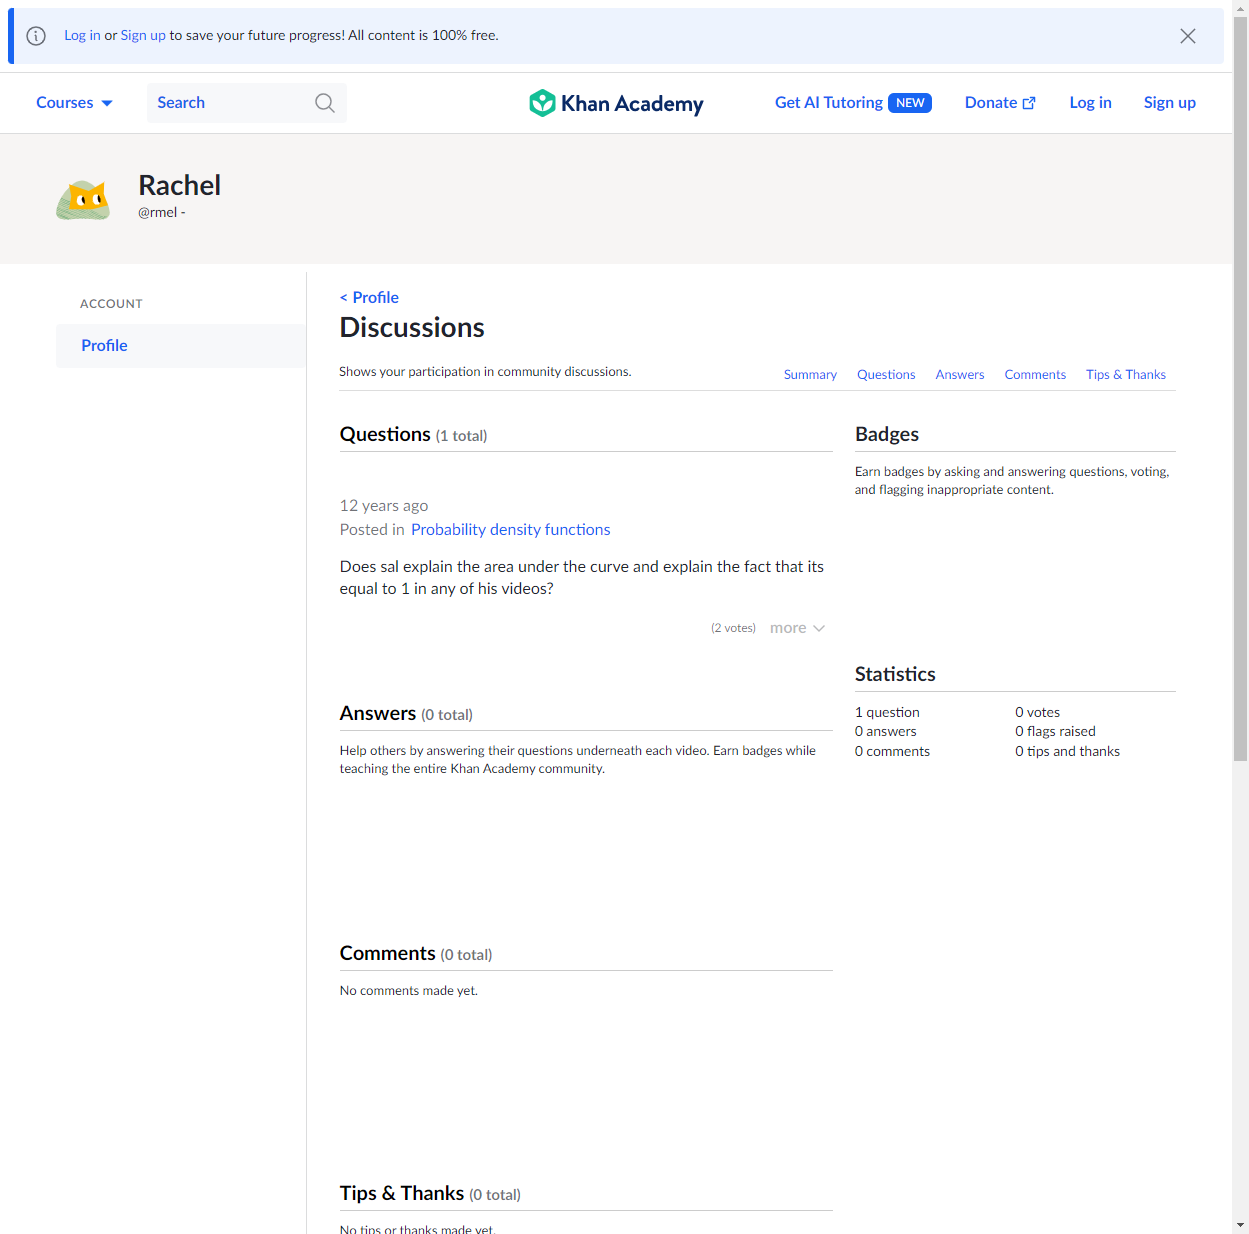 Log in or Sign up to save your future progress! All content is 100% free.
Courses
Search
Khan Academy
Get AI Tutoring NEW
Donate
Log in
Sign up
Rachel
@rmel -
ACCOUNT
Profile
< Profile
Discussions
Shows your participation in community discussions.
Summary
Questions
Answers
Comments
Tips & Thanks
Questions (1 total)
12 years ago
Posted in Probability density functions
Does sal explain the area under the curve and explain the fact that its
equal to 1 in any of his videos?
(2 votes) more
Badges
Earn badges by asking and answering questions, voting,
and flagging inappropriate content.
Statistics
1 question 0 votes
0 answers 0 flags raised
0 comments 0 tips and thanks
Answers (0 total)
Help others by answering their questions underneath each video. Earn badges while
teaching the entire Khan Academy community.
Comments (0 total)
No comments made yet.
Tips & Thanks (0 total)
No tips or thanks made yet.